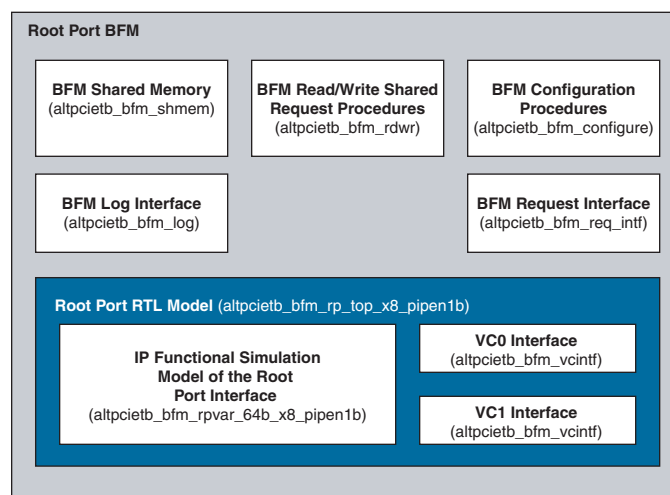 Root Port BFM
BFM Shared Memory
(altpcietb_bfm_shmem)
BFM Read/Write Shared
Request Procedures
(altpcietb_bfm_rdwr)
BFM Configuration
Procedures
(altpcietb_bfm_configure)
BFM Log Interface
(altpcietb_bfm_log)
BFM Request Interface
(altpcietb_bfm_req_intf)
Root Port RTL Model (altpcietb_bfm_rp_top_x8_pipen1b)
IP Functional Simulation
Model of the Root
Port Interface
(altpcietb_bfm_rpvar_64b_x8_pipen1b)
VC0 Interface
(altpcietb_bfm_vcintf)
VC1 Interface
(altpcietb_bfm_vcintf)